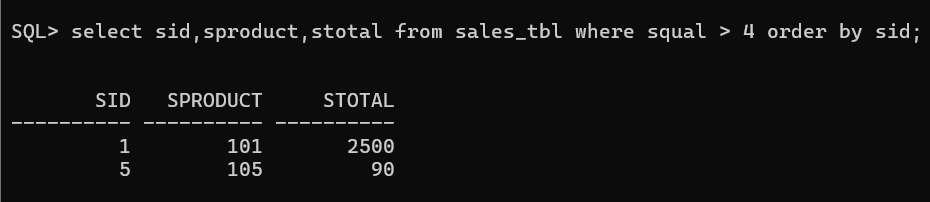 SQL> select sid,sproduct,stotal from sales_tbl where squal > 4 order by sid;
       SID   SPRODUCT     STOTAL
---------- ---------- ----------
         1        101       2500
         5        105         90